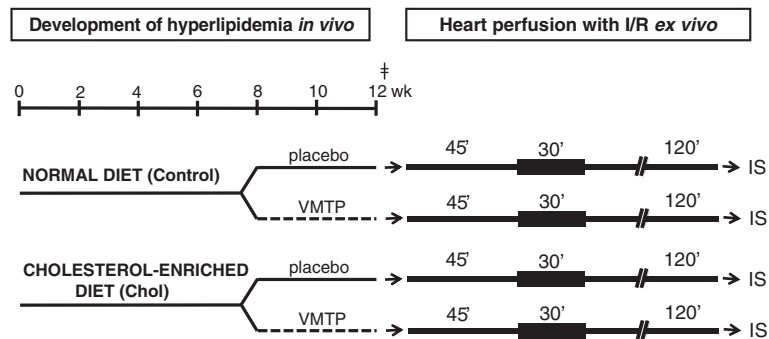 Development of hyperlipidemia in vivo
Heart perfusion with I/R ex vivo
ǂ
0 2 4 6 8 10 12 wk
placebo
45' 30' 120'
IS
NORMAL DIET (Control)
VMTP
45' 30' 120'
IS
placebo
45' 30' 120'
IS
CHOLESTEROL-ENRICHED
DIET (Chol)
VMTP
45' 30' 120'
IS